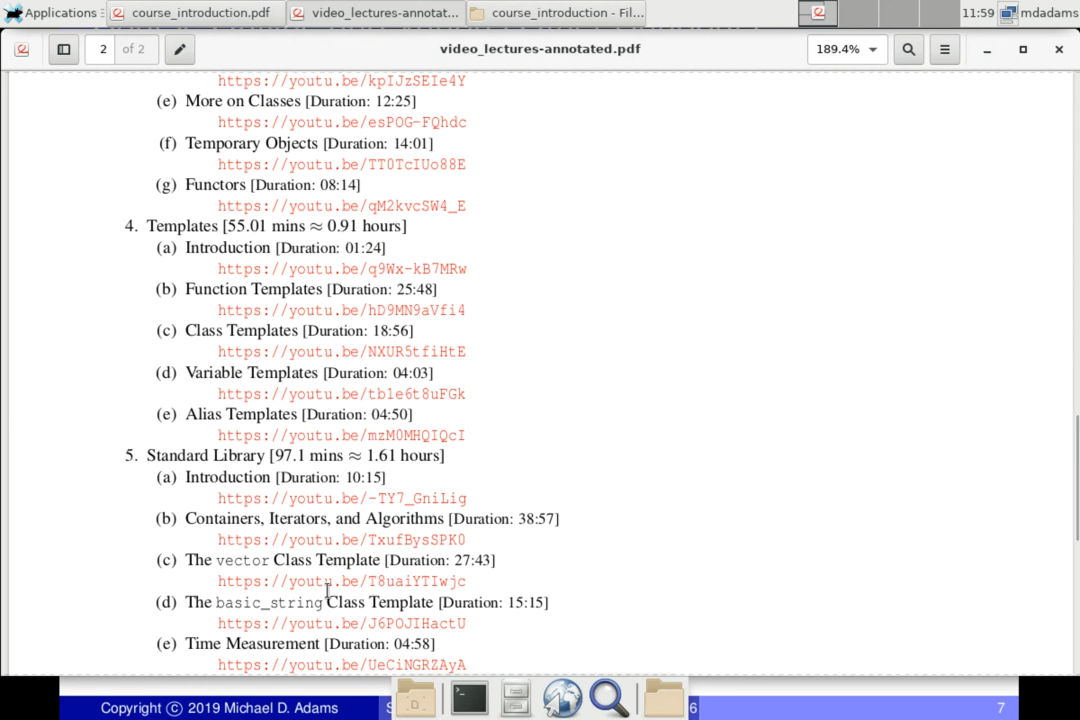 Applications
course_introduction.pdf
video_lectures-annotat...
course_introduction - Fil...
11:59
mdadams
2 of 2
video_lectures-annotated.pdf
189.4%
https://youtu.be/kpIJzSEIe4Y
(e) More on Classes [Duration: 12:25]
https://youtu.be/esPOG-FQhdc
(f) Temporary Objects [Duration: 14:01]
https://youtu.be/TT0TcIUo88E
(g) Functors [Duration: 08:14]
https://youtu.be/qM2kvcSW4_E
4. Templates [55.01 mins ≈ 0.91 hours]
(a) Introduction [Duration: 01:24]
https://youtu.be/q9Wx-kB7MRw
(b) Function Templates [Duration: 25:48]
https://youtu.be/hD9MN9aVfi4
(c) Class Templates [Duration: 18:56]
https://youtu.be/NXUR5tfiHtE
(d) Variable Templates [Duration: 04:03]
https://youtu.be/tb1e6t8uFGk
(e) Alias Templates [Duration: 04:50]
https://youtu.be/mzM0MHQIQcI
5. Standard Library [97.1 mins ≈ 1.61 hours]
(a) Introduction [Duration: 10:15]
https://youtu.be/-TY7_GniLig
(b) Containers, Iterators, and Algorithms [Duration: 38:57]
https://youtu.be/TxufBysSPK0
(c) The vector Class Template [Duration: 27:43]
https://youtu.be/T8uaiYTIwjc
(d) The basic_string Class Template [Duration: 15:15]
https://youtu.be/J6POJIHactU
(e) Time Measurement [Duration: 04:58]
https://youtu.be/UeCiNGRZAyA
Copyright © 2019 Michael D. Adams
7